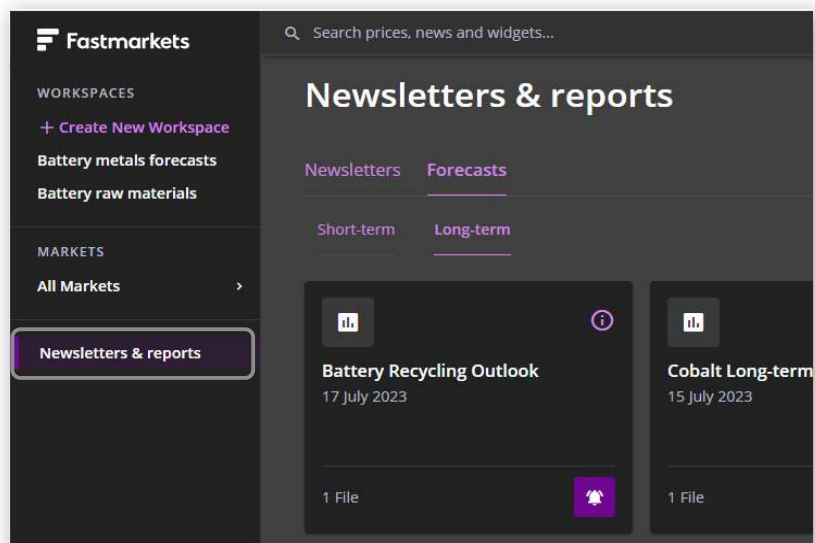 Fastmarkets
WORKSPACES
+ Create New Workspace
Battery metals forecasts
Battery raw materials
MARKETS
All Markets
Newsletters & reports
Search prices, news and widgets...
Newsletters & reports
Newsletters Forecasts
Short-term Long-term
Battery Recycling Outlook
17 July 2023
1 File
Cobalt Long-term
15 July 2023
1 File